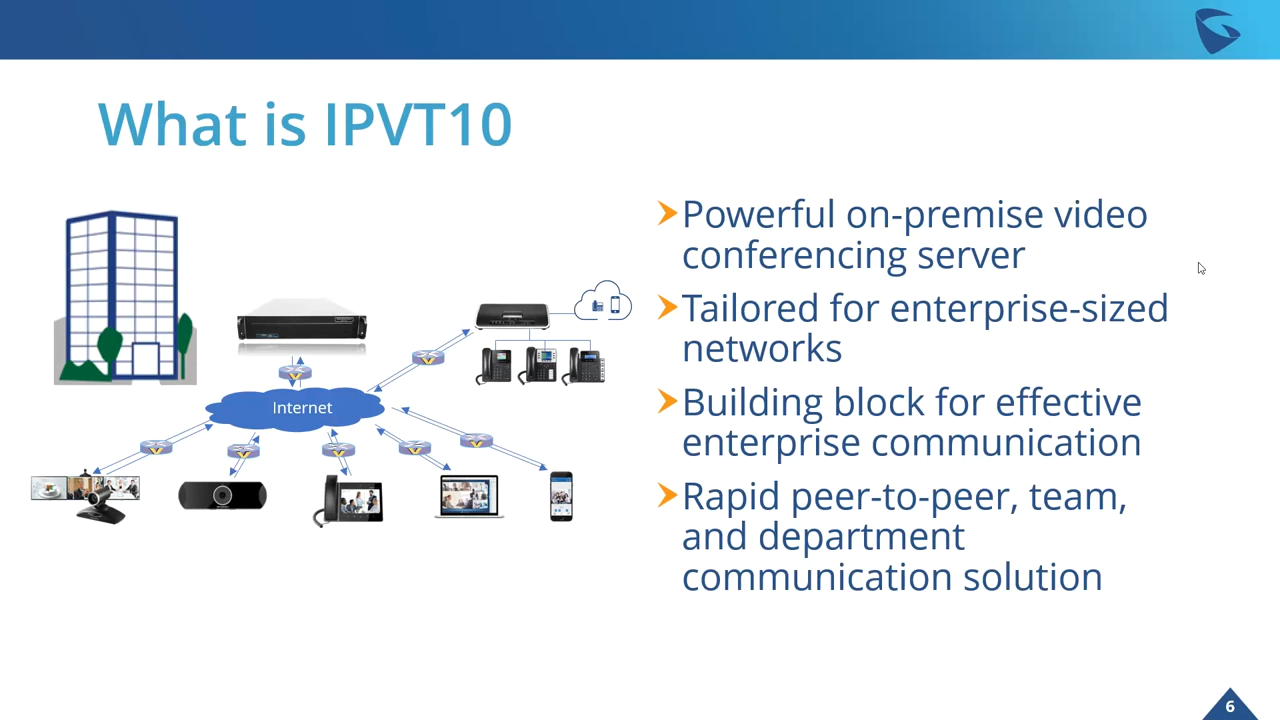 What is IPVT10
Powerful on-premise video
conferencing server
Tailored for enterprise-sized
networks
Building block for effective
enterprise communication
Rapid peer-to-peer, team,
and department
communication solution
Internet
6